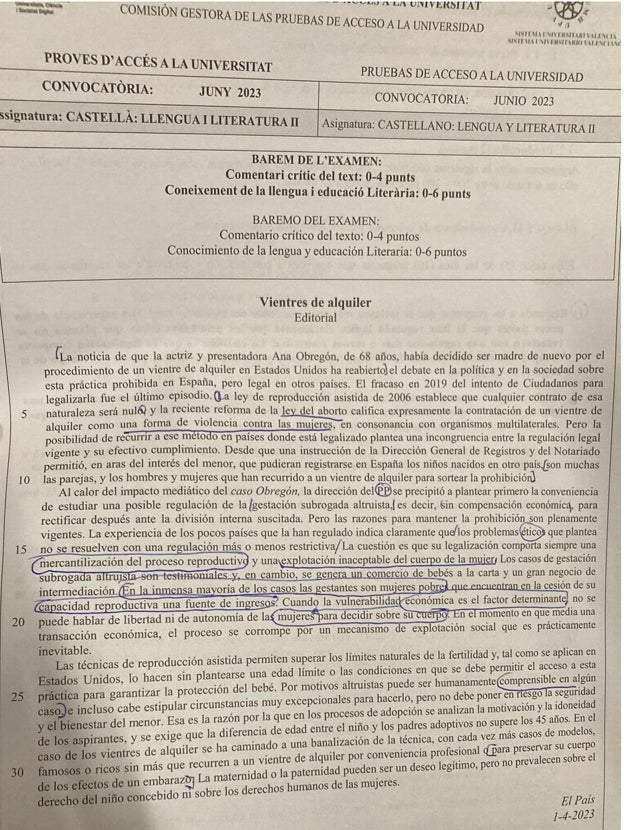 Universitats, Ciència
i Societat Digital
A LA UNIVERSITAT
COMISIÓN GESTORA DE LAS PRUEBAS DE ACCESO A LA UNIVERSIDAD
SISTEMA UNIVERSITARI VALENCIÀ
SISTEMA UNIVERSITARIO VALENCIANO
PROVES D'ACCÉS A LA UNIVERSITAT
PRUEBAS DE ACCESO A LA UNIVERSIDAD
CONVOCATÒRIA: JUNY 2023
CONVOCATORIA: JUNIO 2023
ssignatura: CASTELLÀ: LLENGUA I LITERATURA II
Asignatura: CASTELLANO: LENGUA Y LITERATURA II
BAREM DE L'EXAMEN:
Comentari crític del text: 0-4 punts
Coneixement de la llengua i educació Literària: 0-6 punts
BAREMO DEL EXAMEN:
Comentario crítico del texto: 0-4 puntos
Conocimiento de la lengua y educación Literaria: 0-6 puntos
Vientres de alquiler
Editorial
La noticia de que la actriz y presentadora Ana Obregón, de 68 años, había decidido ser madre de nuevo por el
procedimiento de un vientre de alquiler en Estados Unidos ha reabierto el debate en la política y en la sociedad sobre
esta práctica prohibida en España, pero legal en otros países. El fracaso en 2019 del intento de Ciudadanos para
legalizarla fue el último episodio. La ley de reproducción asistida de 2006 establece que cualquier contrato de esa
5 naturaleza será nulo y la reciente reforma de la ley del aborto califica expresamente la contratación de un vientre de
alquiler como una forma de violencia contra las mujeres, en consonancia con organismos multilaterales. Pero la
posibilidad de recurrir a ese método en países donde está legalizado plantea una incongruencia entre la regulación legal
vigente y su efectivo cumplimiento. Desde que una instrucción de la Dirección General de Registros y del Notariado
permitió, en aras del interés del menor, que pudieran registrarse en España los niños nacidos en otro país, son muchas
10 las parejas, y los hombres y mujeres que han recurrido a un vientre de alquiler para sortear la prohibición.
Al calor del impacto mediático del caso Obregón, la dirección del PP se precipitó a plantear primero la conveniencia
de estudiar una posible regulación de la gestación subrogada altruista, es decir, sin compensación económica, para
rectificar después ante la división interna suscitada. Pero las razones para mantener la prohibición son plenamente
vigentes. La experiencia de los pocos países que la han regulado indica claramente que los problemas éticos que plantea
15 no se resuelven con una regulación más o menos restrictiva. La cuestión es que su legalización comporta siempre una
mercantilización del proceso reproductivo y una explotación inaceptable del cuerpo de la mujer. Los casos de gestación
subrogada altruista son testimoniales y, en cambio, se genera un comercio de bebés a la carta y un gran negocio de
intermediación. En la inmensa mayoría de los casos las gestantes son mujeres pobres que encuentran en la cesión de su
capacidad reproductiva una fuente de ingresos. Cuando la vulnerabilidad económica es el factor determinante, no se
20 puede hablar de libertad ni de autonomía de las mujeres para decidir sobre su cuerpo. En el momento en que media una
transacción económica, el proceso se corrompe por un mecanismo de explotación social que es prácticamente
inevitable.
Las técnicas de reproducción asistida permiten superar los límites naturales de la fertilidad y, tal como se aplican en
Estados Unidos, lo hacen sin plantearse una edad límite o las condiciones en que se debe permitir el acceso a esta
25 práctica para garantizar la protección del bebé. Por motivos altruistas puede ser humanamente comprensible en algún
caso, e incluso cabe estipular circunstancias muy excepcionales para hacerlo, pero no debe poner en riesgo la seguridad
y el bienestar del menor. Esa es la razón por la que en los procesos de adopción se analizan la motivación y la idoneidad
de los aspirantes, y se exige que la diferencia de edad entre el niño y los padres adoptivos no supere los 45 años. En el
caso de los vientres de alquiler se ha caminado a una banalización de la técnica, con cada vez más casos de modelos,
30 famosos o ricos sin más que recurren a un vientre de alquiler por conveniencia profesional o para preservar su cuerpo
de los efectos de un embarazo. La maternidad o la paternidad pueden ser un deseo legítimo, pero no prevalecen sobre el
derecho del niño concebido ni sobre los derechos humanos de las mujeres.
El País
1-4-2023